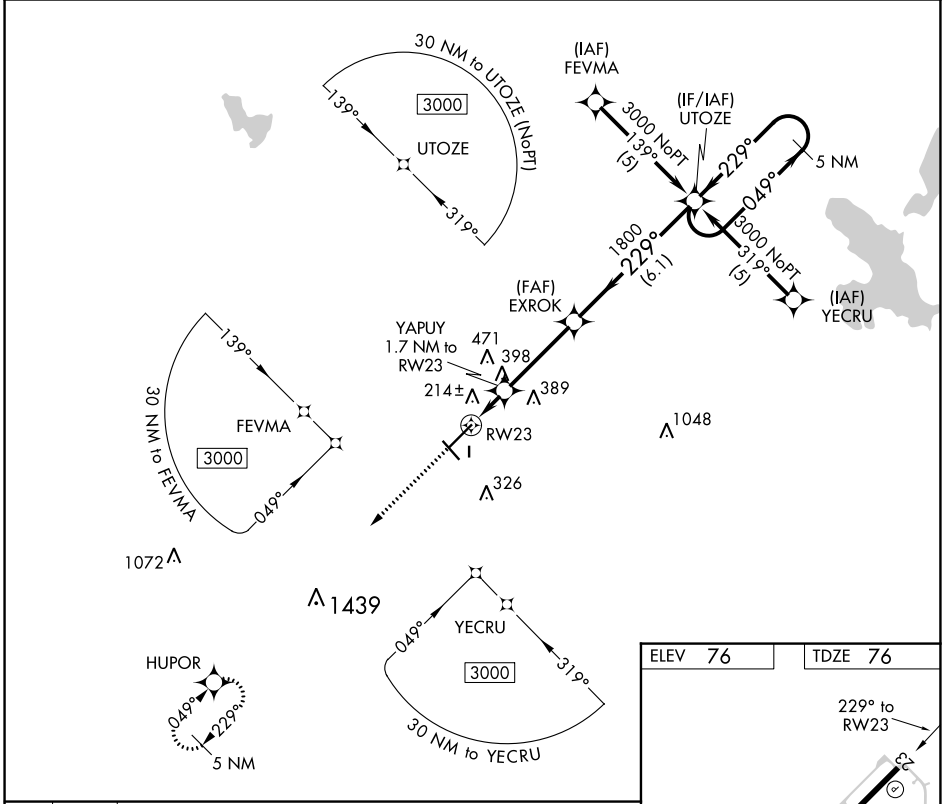 30 NM to UTOZE (NoPT)
139°
3000
UTOZE
319°
(IAF)
FEVMA
3000 NoPT
139°
(5)
(IF/IAF)
UTOZE
229°
049°
5 NM
3000 NoPT
319°
(5)
(IAF)
YECRU
1800
229°
(6.1)
(FAF)
EXROK
YAPUY
1.7 NM to
RW23
471
398
214±
389
RW23
1048
326
139°
FEVMA
3000
049°
30 NM to FEVMA
1072
1439
049°
YECRU
3000
319°
30 NM to YECRU
HUPOR
049°
229°
5 NM
ELEV 76
TDZE 76
229° to
RW23
23
P